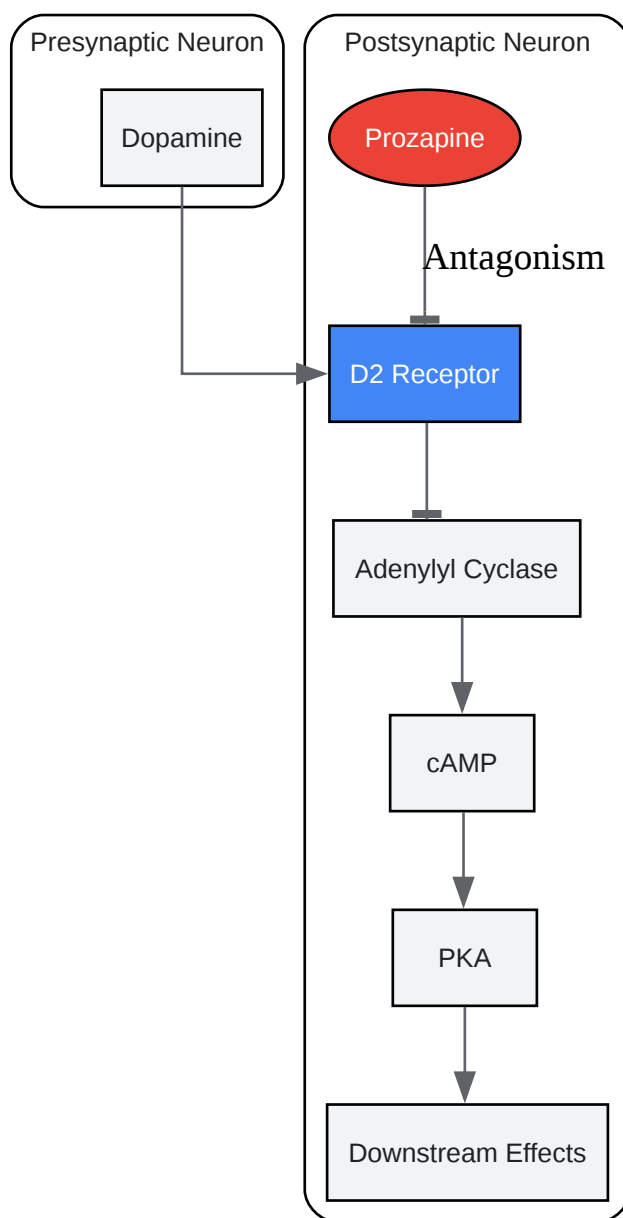 Presynaptic Neuron
Postsynaptic Neuron
Dopamine
Prozapine
Antagonism
D2 Receptor
Adenylyl Cyclase
cAMP
PKA
Downstream Effects